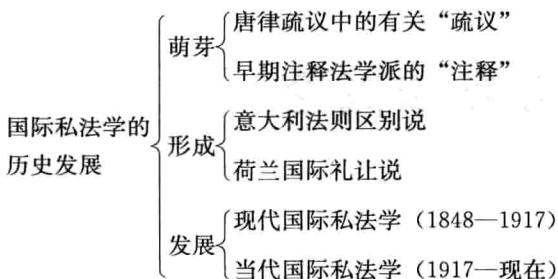 唐律疏议中的有关“疏议”
萌芽
早期注释法学派的“注释”
国际私法学的
历史发展
意大利法则区别说
形成
荷兰国际礼让说
现代国际私法学（1848—1917）
发展
当代国际私法学（1917—现在）